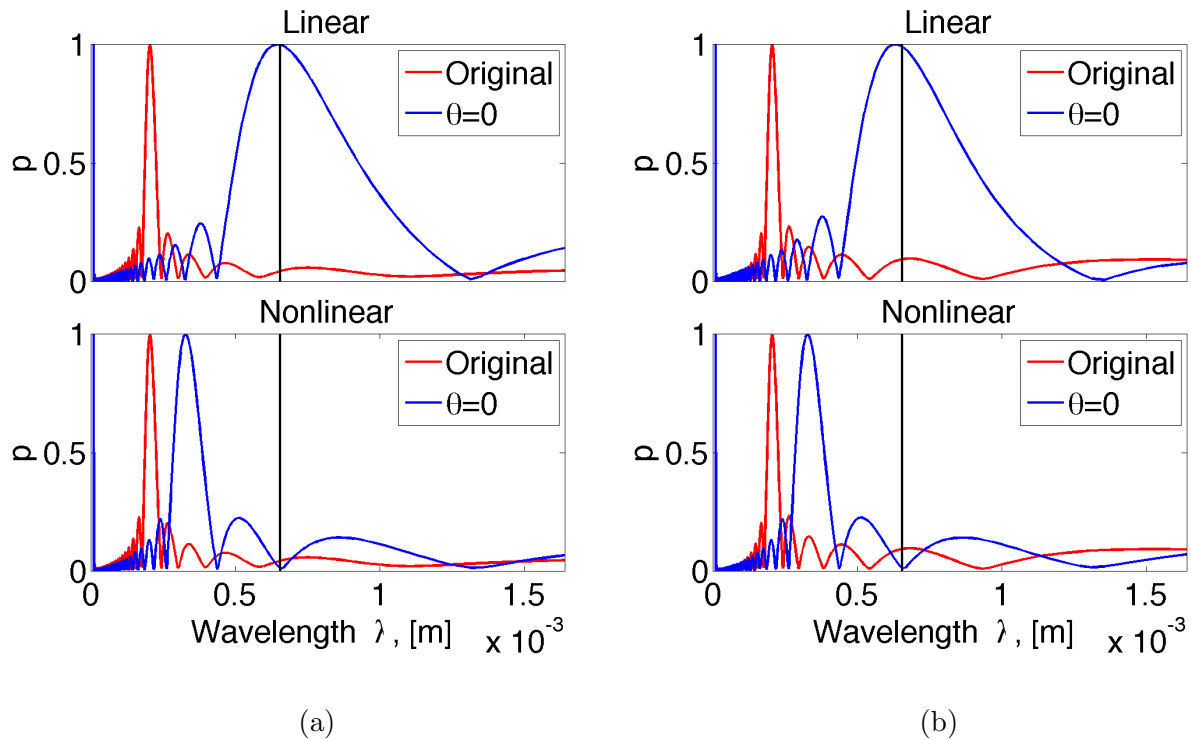 Linear
1
0.5
0
p
Original
θ=0
Nonlinear
1
0.5
0
p
Original
θ=0
0 0.5 1 1.5
Wavelength λ, [m] x 10⁻³
(a)
Linear
1
0.5
0
p
Original
θ=0
Nonlinear
1
0.5
0
p
Original
θ=0
0 0.5 1 1.5
Wavelength λ, [m] x 10⁻³
(b)